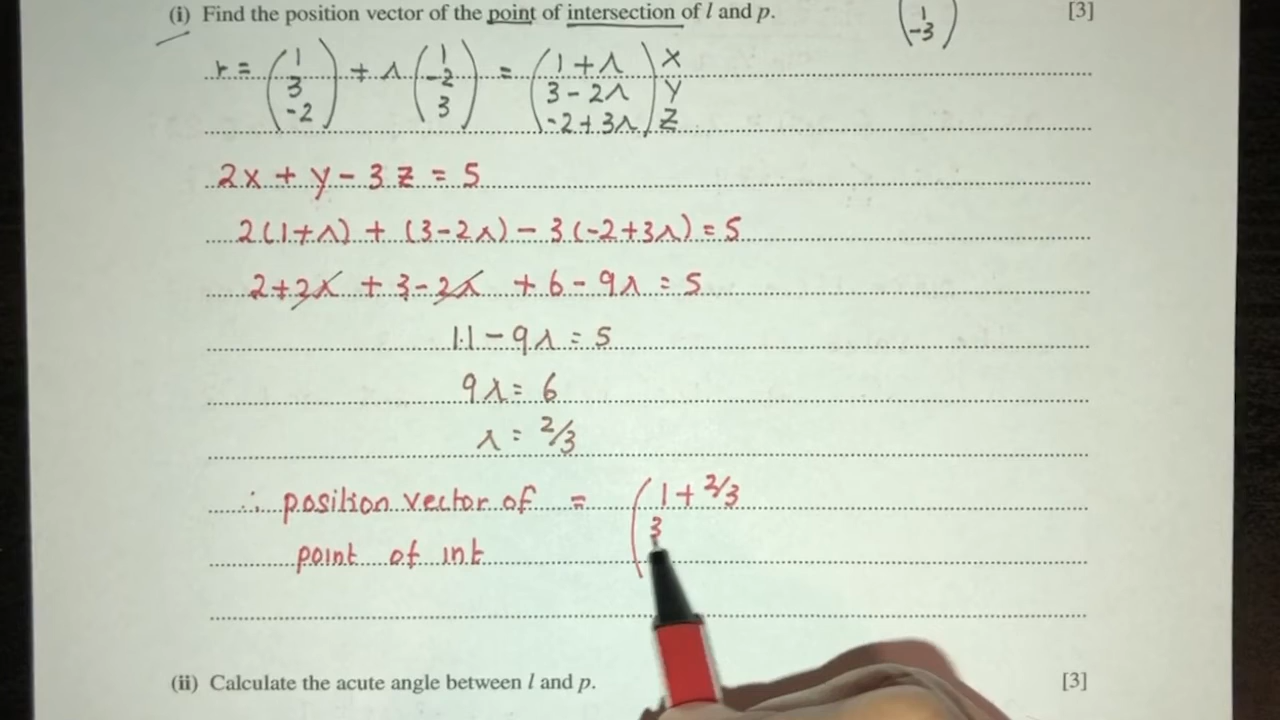 (i) Find the position vector of the point of intersection of l and p. [3]
1
-3
r = (1 3 -2) + λ (1 -2 3) = (1+λ 3-2λ -2+3λ) x y z
2x + y - 3z = 5
2(1+λ) + (3-2λ) - 3(-2+3λ) = 5
2+2λ + 3-2λ + 6-9λ = 5
11-9λ = 5
9λ = 6
λ = 2/3
∴ position vector of = (1+2/3
point of int 3
(ii) Calculate the acute angle between l and p. [3]